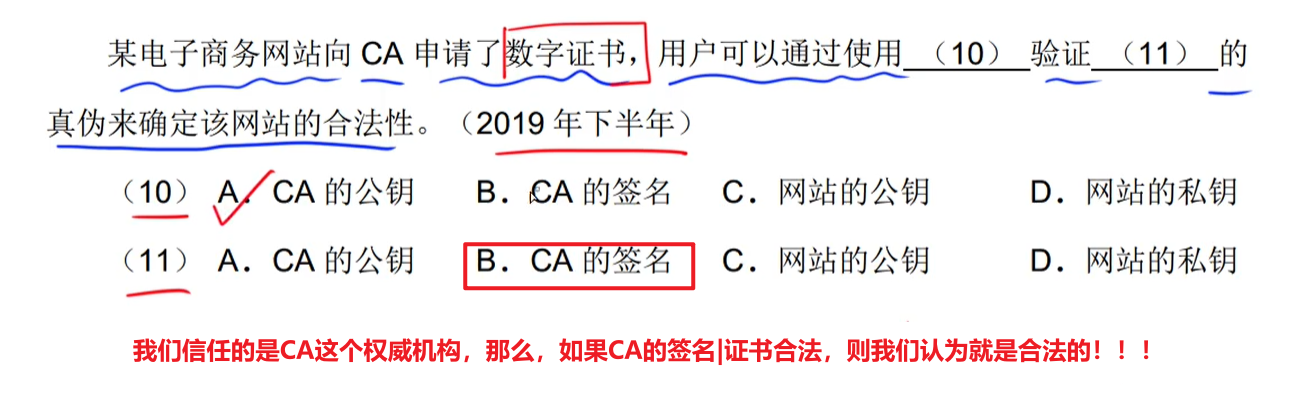 某电子商务网站向 CA 申请了数字证书，用户可以通过使用 （10） 验证 （11） 的
真伪来确定该网站的合法性。（2019 年下半年）
（10） A．CA 的公钥 B．CA 的签名 C．网站的公钥 D．网站的私钥
（11） A．CA 的公钥 B．CA 的签名 C．网站的公钥 D．网站的私钥
我们信任的是CA这个权威机构，那么，如果CA的签名|证书合法，则我们认为就是合法的！！！